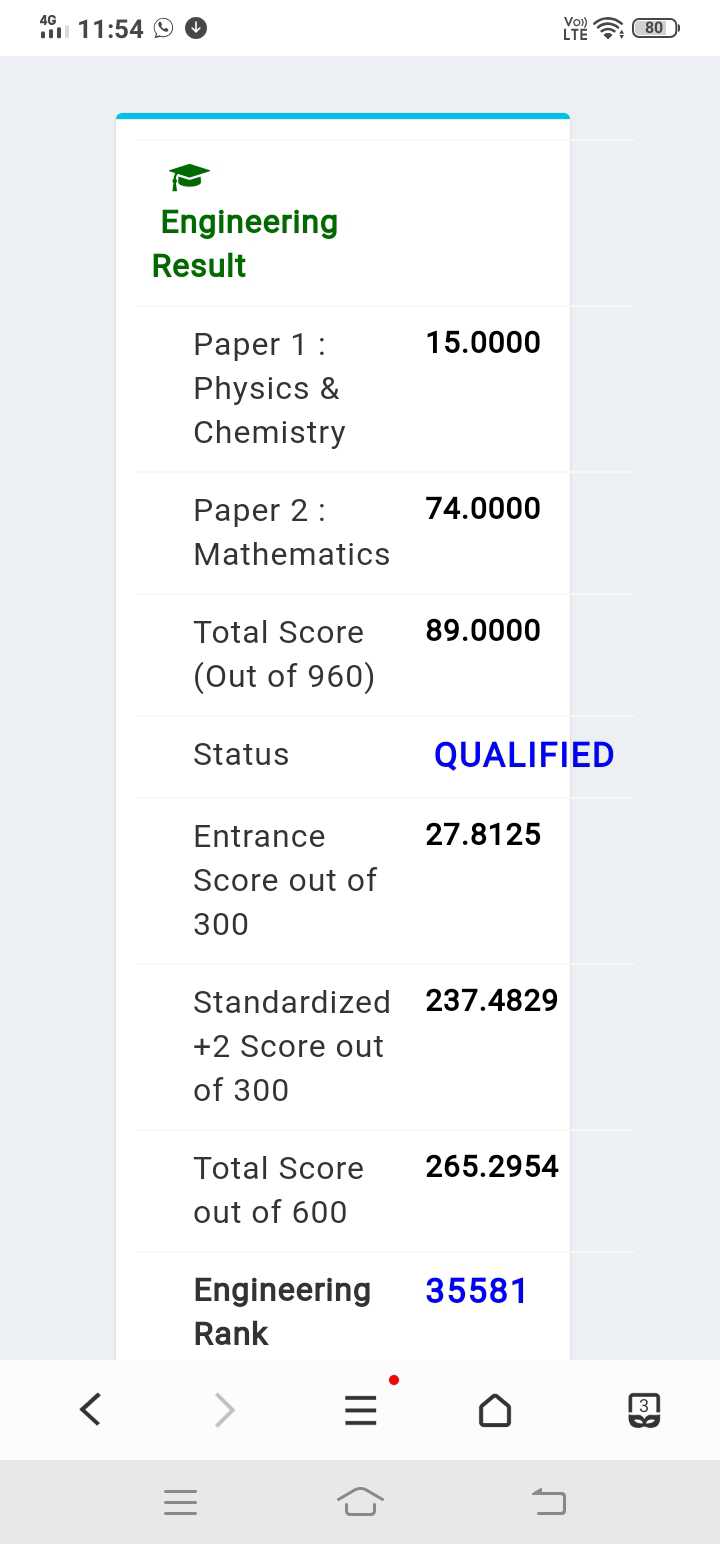 4G 11:54 Vo)) LTE 80
Engineering
Result
Paper 1 : 15.0000
Physics &
Chemistry
Paper 2 : 74.0000
Mathematics
Total Score 89.0000
(Out of 960)
Status QUALIFIED
Entrance 27.8125
Score out of
300
Standardized 237.4829
+2 Score out
of 300
Total Score 265.2954
out of 600
Engineering 35581
Rank
3